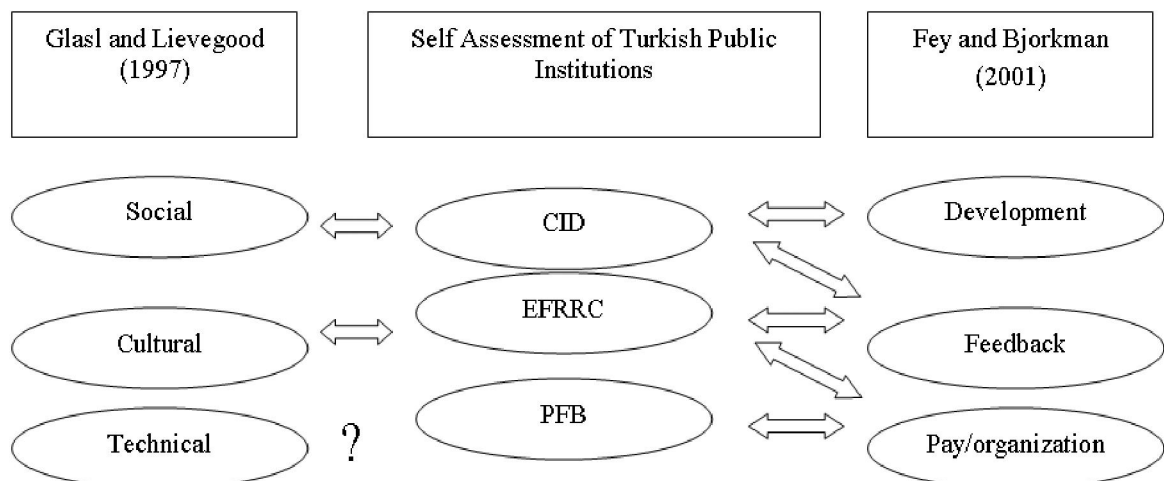 Glasl and Lievegood
(1997)
Self Assessment of Turkish Public
Institutions
Fey and Bjorkman
(2001)
Social
CID
Development
EFRRC
Cultural
Feedback
PFB
Technical
?
Pay/organization